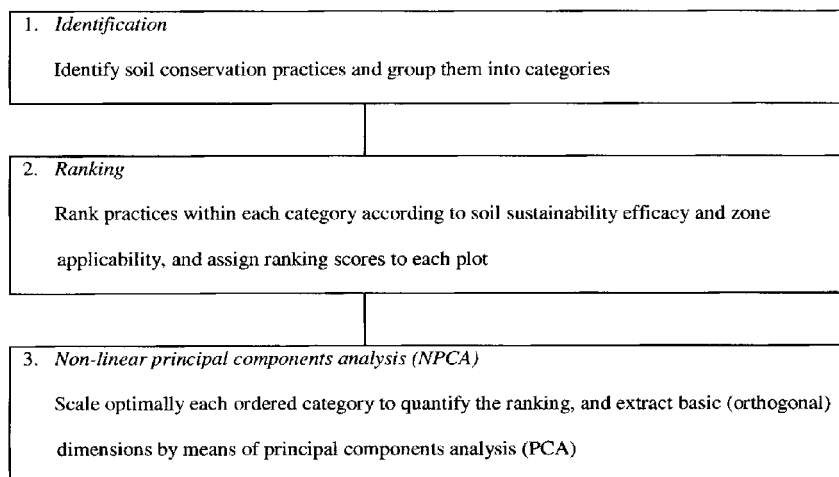 1. Identification
Identify soil conservation practices and group them into categories
2. Ranking
Rank practices within each category according to soil sustainability efficacy and zone
applicability, and assign ranking scores to each plot
3. Non-linear principal components analysis (NPCA)
Scale optimally each ordered category to quantify the ranking, and extract basic (orthogonal)
dimensions by means of principal components analysis (PCA)